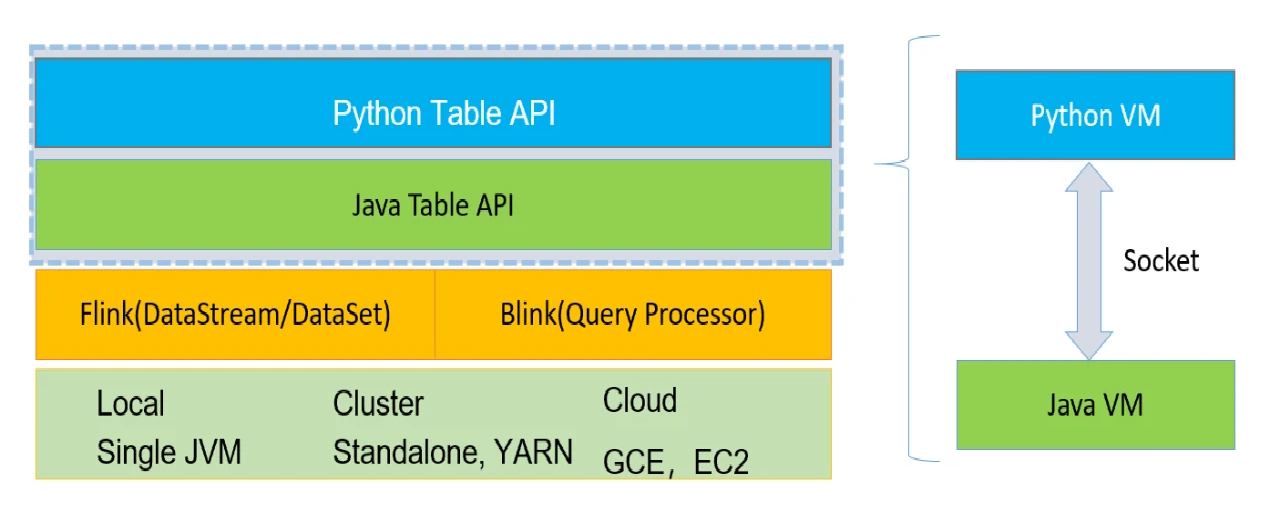 Python Table API
Java Table API
Flink(DataStream/DataSet)
Blink(Query Processor)
Local
Single JVM
Cluster
Standalone, YARN
Cloud
GCE，EC2
Python VM
Socket
Java VM